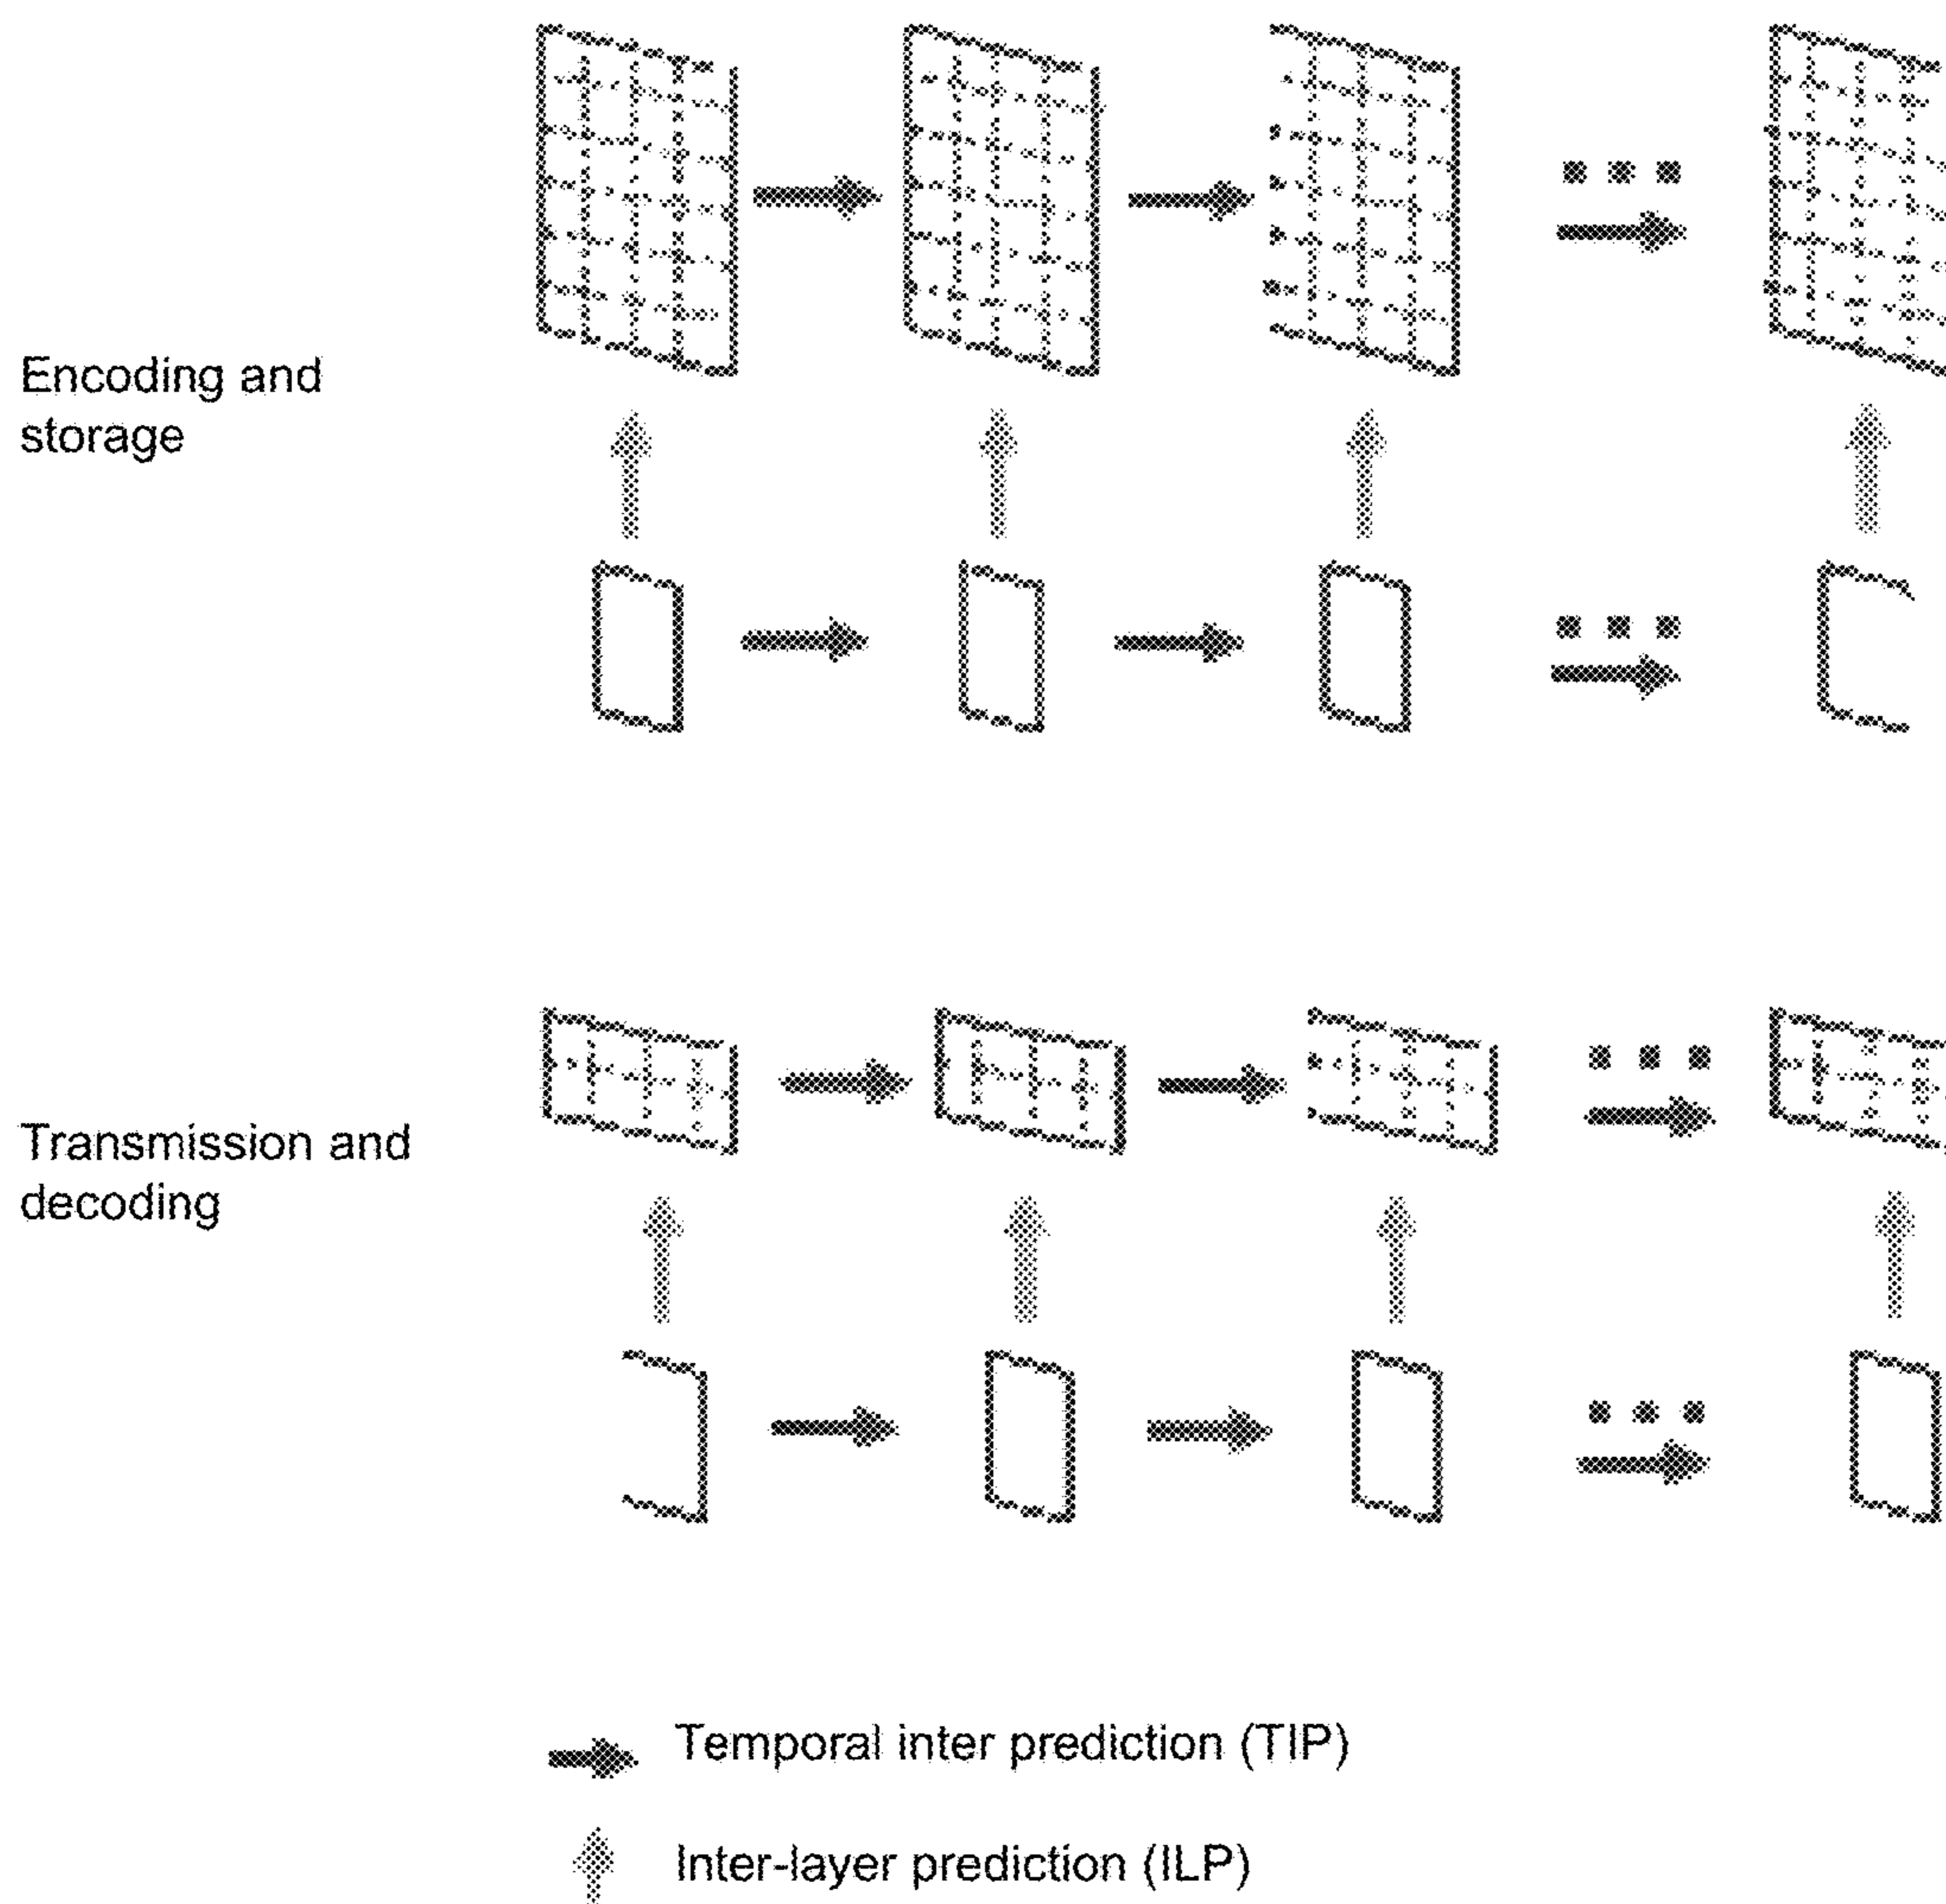 Encoding and
storage
Transmission and
decoding
Temporal inter prediction (TIP)
Inter-layer prediction (ILP)